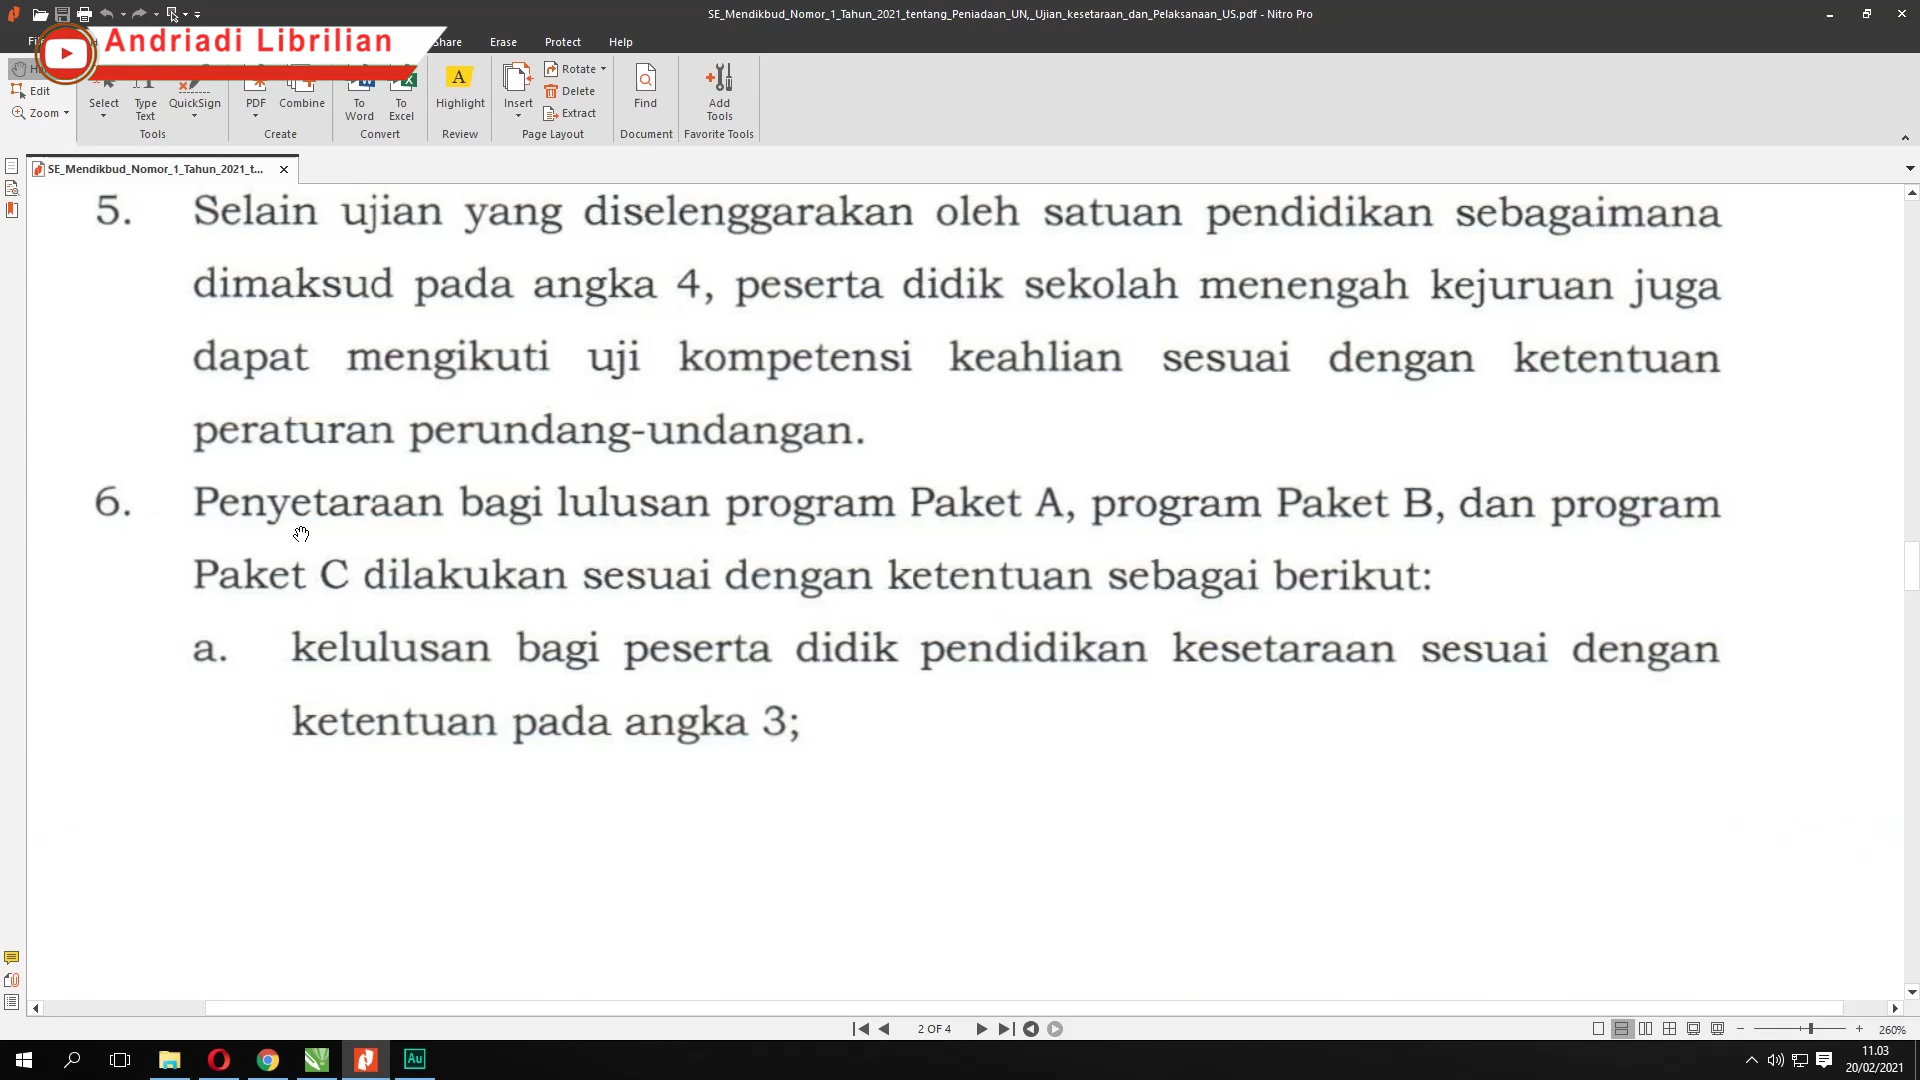 SE_Mendikbud_Nomor_1_Tahun_2021_tentang_Peniadaan_UN,_Ujian_kesetaraan_dan_Pelaksanaan_US.pdf - Nitro Pro
Andriadi Librilian
Share Erase Protect Help
Edit
Zoom
Select
Type Text
QuickSign
Tools
PDF
Combine
Create
To Word
To Excel
Convert
Highlight
Review
Insert
Rotate
Delete
Extract
Page Layout
Find
Document
Add Tools
Favorite Tools
SE_Mendikbud_Nomor_1_Tahun_2021_t...
5. Selain ujian yang diselenggarakan oleh satuan pendidikan sebagaimana
dimaksud pada angka 4, peserta didik sekolah menengah kejuruan juga
dapat mengikuti uji kompetensi keahlian sesuai dengan ketentuan
peraturan perundang-undangan.
6. Penyetaraan bagi lulusan program Paket A, program Paket B, dan program
Paket C dilakukan sesuai dengan ketentuan sebagai berikut:
a. kelulusan bagi peserta didik pendidikan kesetaraan sesuai dengan
ketentuan pada angka 3;
2 OF 4
260%
Au
11.03
20/02/2021